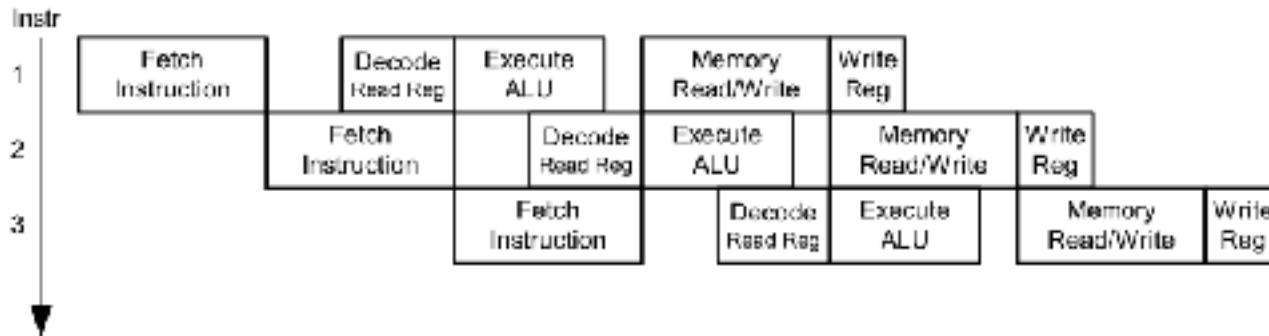 Instr
1
Fetch
Instruction
Decode
Read Reg
Execute
ALU
Memory
Read/Write
Write
Reg
2
Fetch
Instruction
Decode
Read Reg
Execute
ALU
Memory
Read/Write
Write
Reg
3
Fetch
Instruction
Decode
Read Reg
Execute
ALU
Memory
Read/Write
Write
Reg